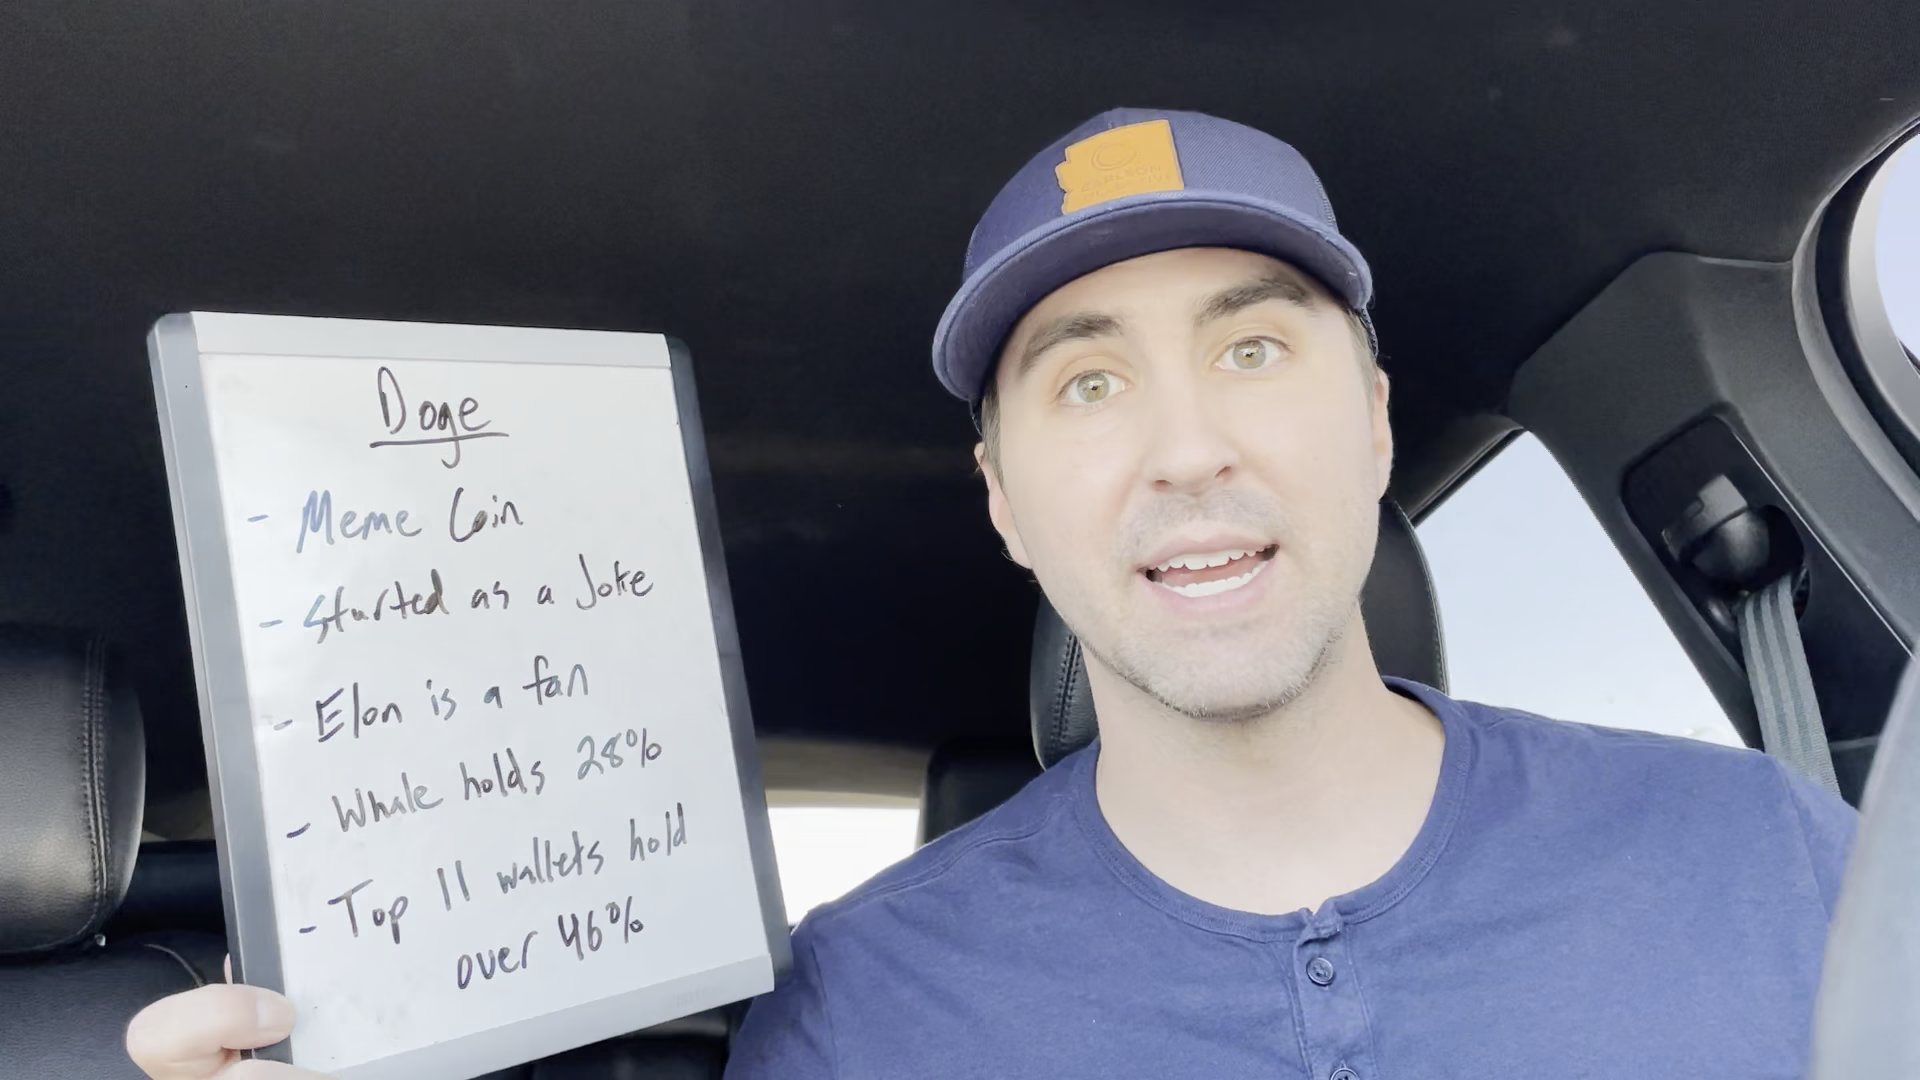 Doge
- Meme Coin
- Started as a Joke
- Elon is a fan
- Whale holds 28%
- Top 11 wallets hold
over 46%